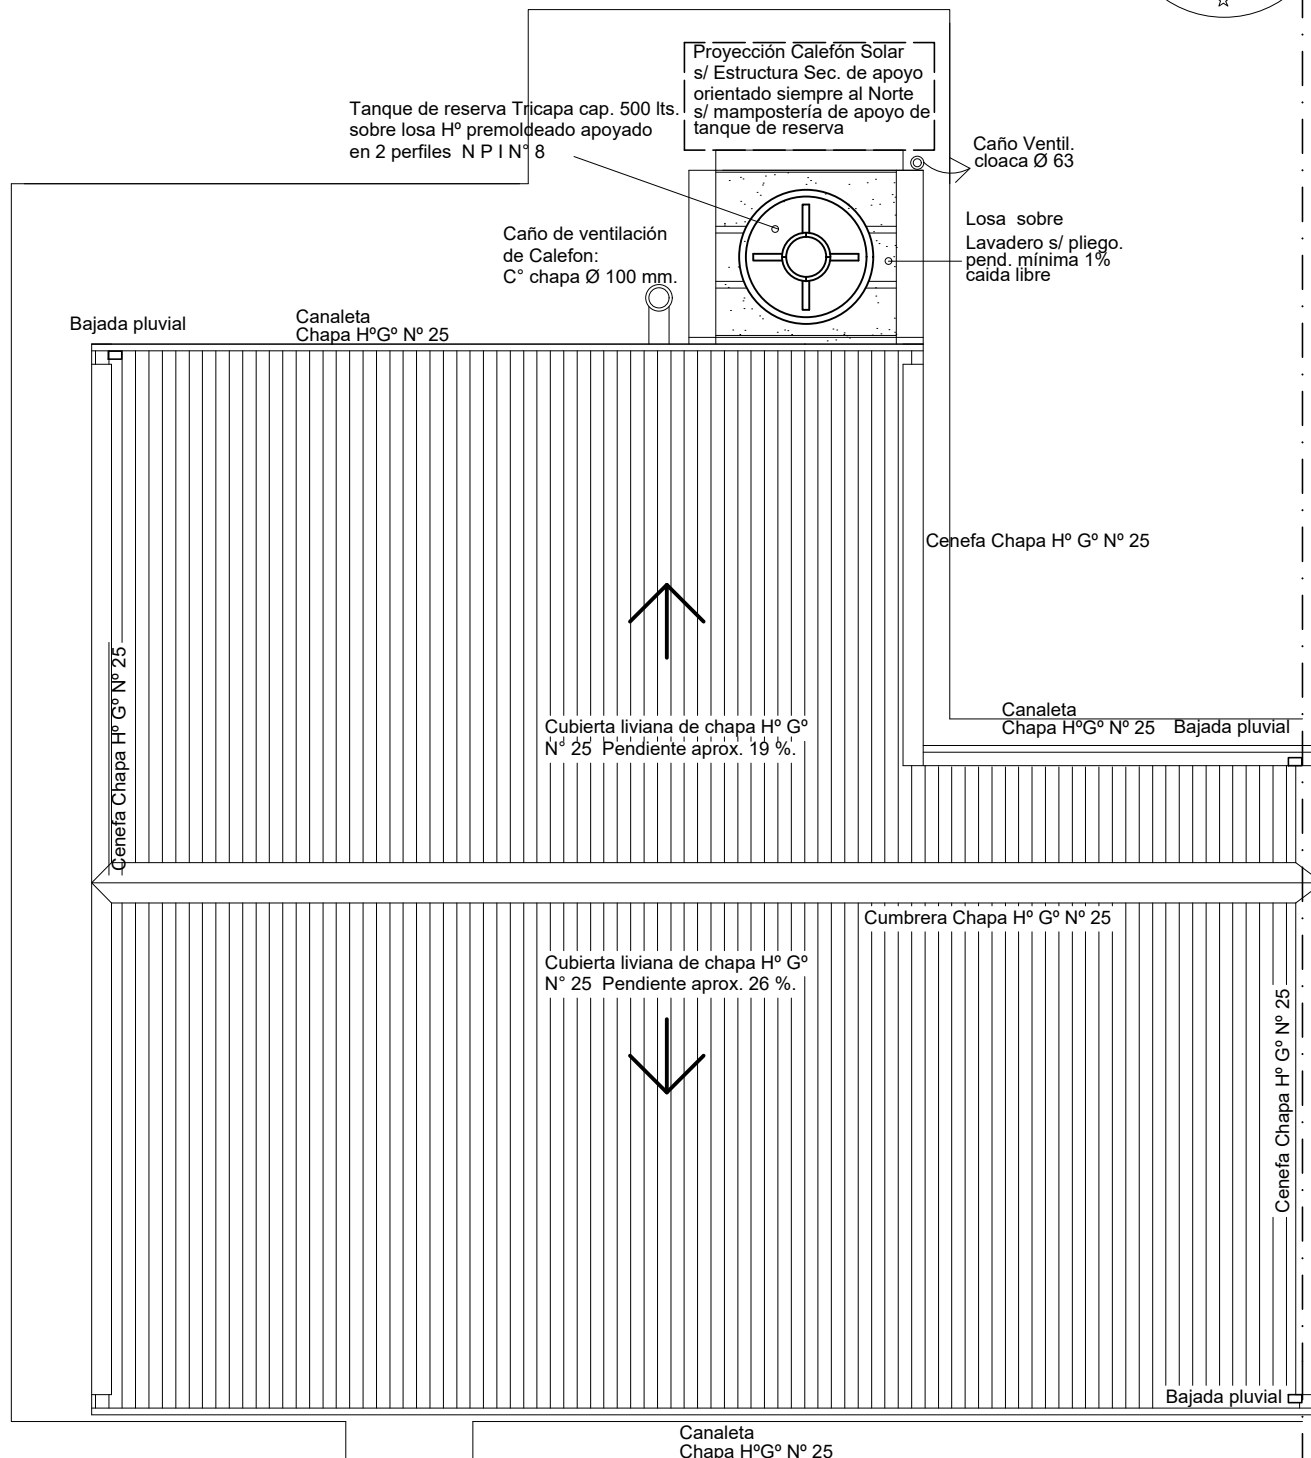 Proyección Calefón Solar
s/ Estructura Sec. de apoyo
orientado siempre al Norte
s/ mampostería de apoyo de
tanque de reserva
Tanque de reserva Tricapa cap. 500 lts.
sobre losa Hº premoldeado apoyado
en 2 perfiles N P I N° 8
Caño Ventil.
cloaca Ø 63
Losa sobre
Lavadero s/ pliego.
pend. mínima 1%
caida libre
Caño de ventilación
de Calefon:
C° chapa Ø 100 mm.
Bajada pluvial
Canaleta
Chapa HºGº Nº 25
Cenefa Chapa Hº Gº Nº 25
Cenefa Chapa Hº Gº Nº 25
Cubierta liviana de chapa Hº Gº
N° 25 Pendiente aprox. 19 %.
Canaleta
Chapa HºGº Nº 25
Bajada pluvial
Cumbrera Chapa Hº Gº Nº 25
Cubierta liviana de chapa Hº Gº
N° 25 Pendiente aprox. 26 %.
Cenefa Chapa Hº Gº Nº 25
Bajada pluvial
Canaleta
Chapa HºGº Nº 25